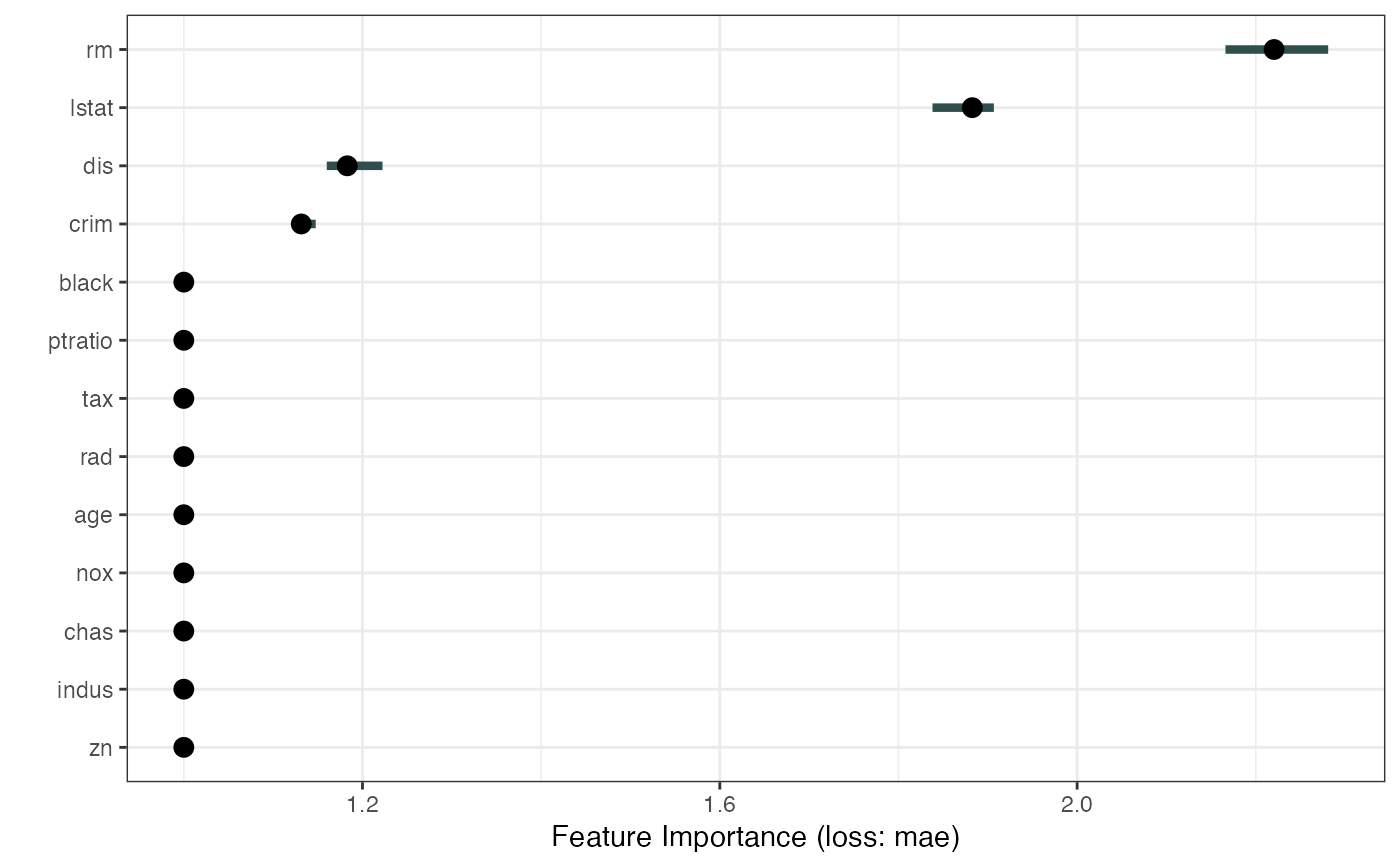 rm
lstat
dis
crim
black
ptratio
tax
rad
age
nox
chas
indus
zn
1.2 1.6 2.0
Feature Importance (loss: mae)